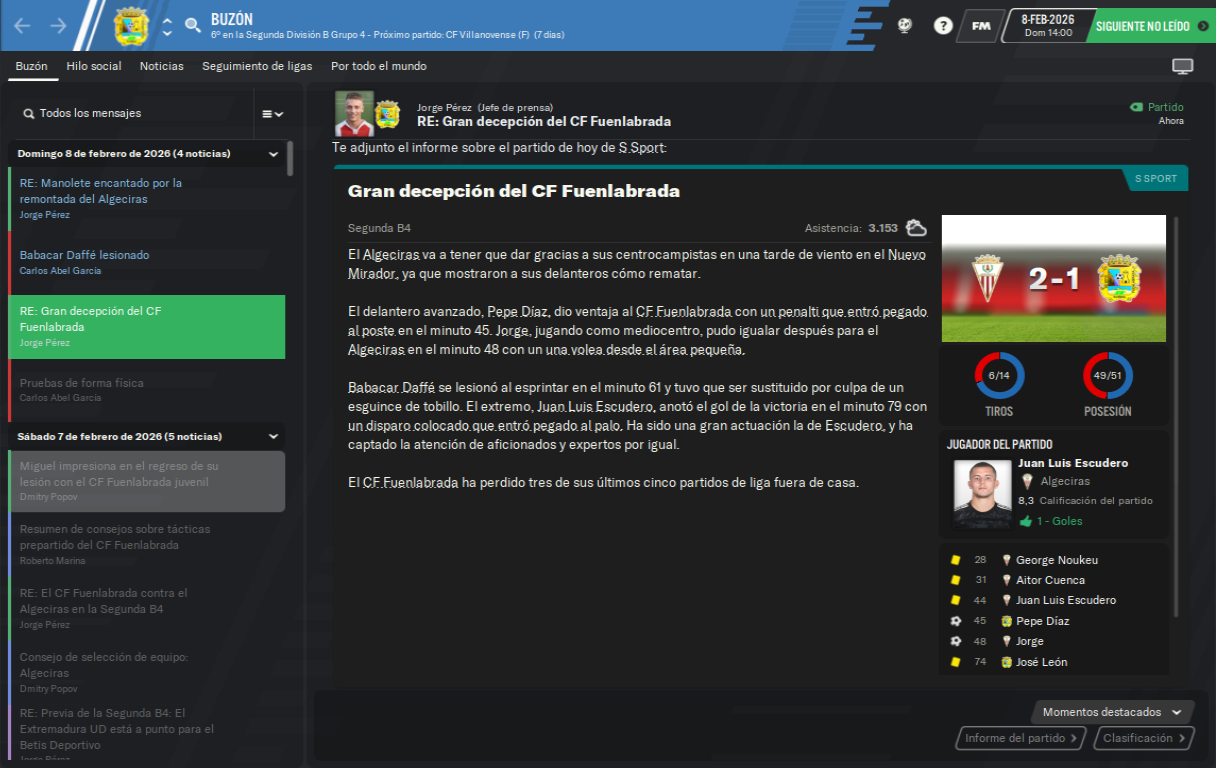 BUZÓN
6º en la Segunda División B Grupo 4 - Próximo partido: CF Villanovense (F) (7 días)
?
FM
8-FEB-2026
Dom 14:00
SIGUIENTE NO LEÍDO
Buzón
Hilo social
Noticias
Seguimiento de ligas
Por todo el mundo
Todos los mensajes
Domingo 8 de febrero de 2026 (4 noticias)
RE: Manolete encantado por la
remontada del Algeciras
Jorge Pérez
Babacar Daffé lesionado
Carlos Abel García
RE: Gran decepción del CF
Fuenlabrada
Jorge Pérez
Pruebas de forma física
Carlos Abel García
Sábado 7 de febrero de 2026 (5 noticias)
Miguel impresiona en el regreso de su
lesión con el CF Fuenlabrada juvenil
Dmitry Popov
Resumen de consejos sobre tácticas
prepartido del CF Fuenlabrada
Roberto Marina
RE: El CF Fuenlabrada contra el
Algeciras en la Segunda B4
Jorge Pérez
Consejo de selección de equipo:
Algeciras
Dmitry Popov
RE: Previa de la Segunda B4: El
Extremadura UD está a punto para el
Betis Deportivo
Jorge Pérez
Jorge Pérez (Jefe de prensa)
RE: Gran decepción del CF Fuenlabrada
Partido
Ahora
Te adjunto el informe sobre el partido de hoy de S.Sport:
S SPORT
Gran decepción del CF Fuenlabrada
Segunda B4
Asistencia: 3.153
El Algeciras va a tener que dar gracias a sus centrocampistas en una tarde de viento en el Nuevo
Mirador, ya que mostraron a sus delanteros cómo rematar.
El delantero avanzado, Pepe Díaz, dio ventaja al CF Fuenlabrada con un penalti que entró pegado
al poste en el minuto 45. Jorge, jugando como mediocentro, pudo igualar después para el
Algeciras en el minuto 48 con un una volea desde el área pequeña.
Babacar Daffé se lesionó al esprintar en el minuto 61 y tuvo que ser sustituido por culpa de un
esguince de tobillo. El extremo, Juan Luis Escudero, anotó el gol de la victoria en el minuto 79 con
un disparo colocado que entró pegado al palo. Ha sido una gran actuación la de Escudero, y ha
captado la atención de aficionados y expertos por igual.
El CF Fuenlabrada ha perdido tres de sus últimos cinco partidos de liga fuera de casa.
2-1
6/14
49/51
TIROS
POSESIÓN
JUGADOR DEL PARTIDO
Juan Luis Escudero
Algeciras
8,3 Calificación del partido
1 - Goles
28 George Noukeu
31 Aitor Cuenca
44 Juan Luis Escudero
45 Pepe Díaz
48 Jorge
74 José León
Momentos destacados
Informe del partido
Clasificación